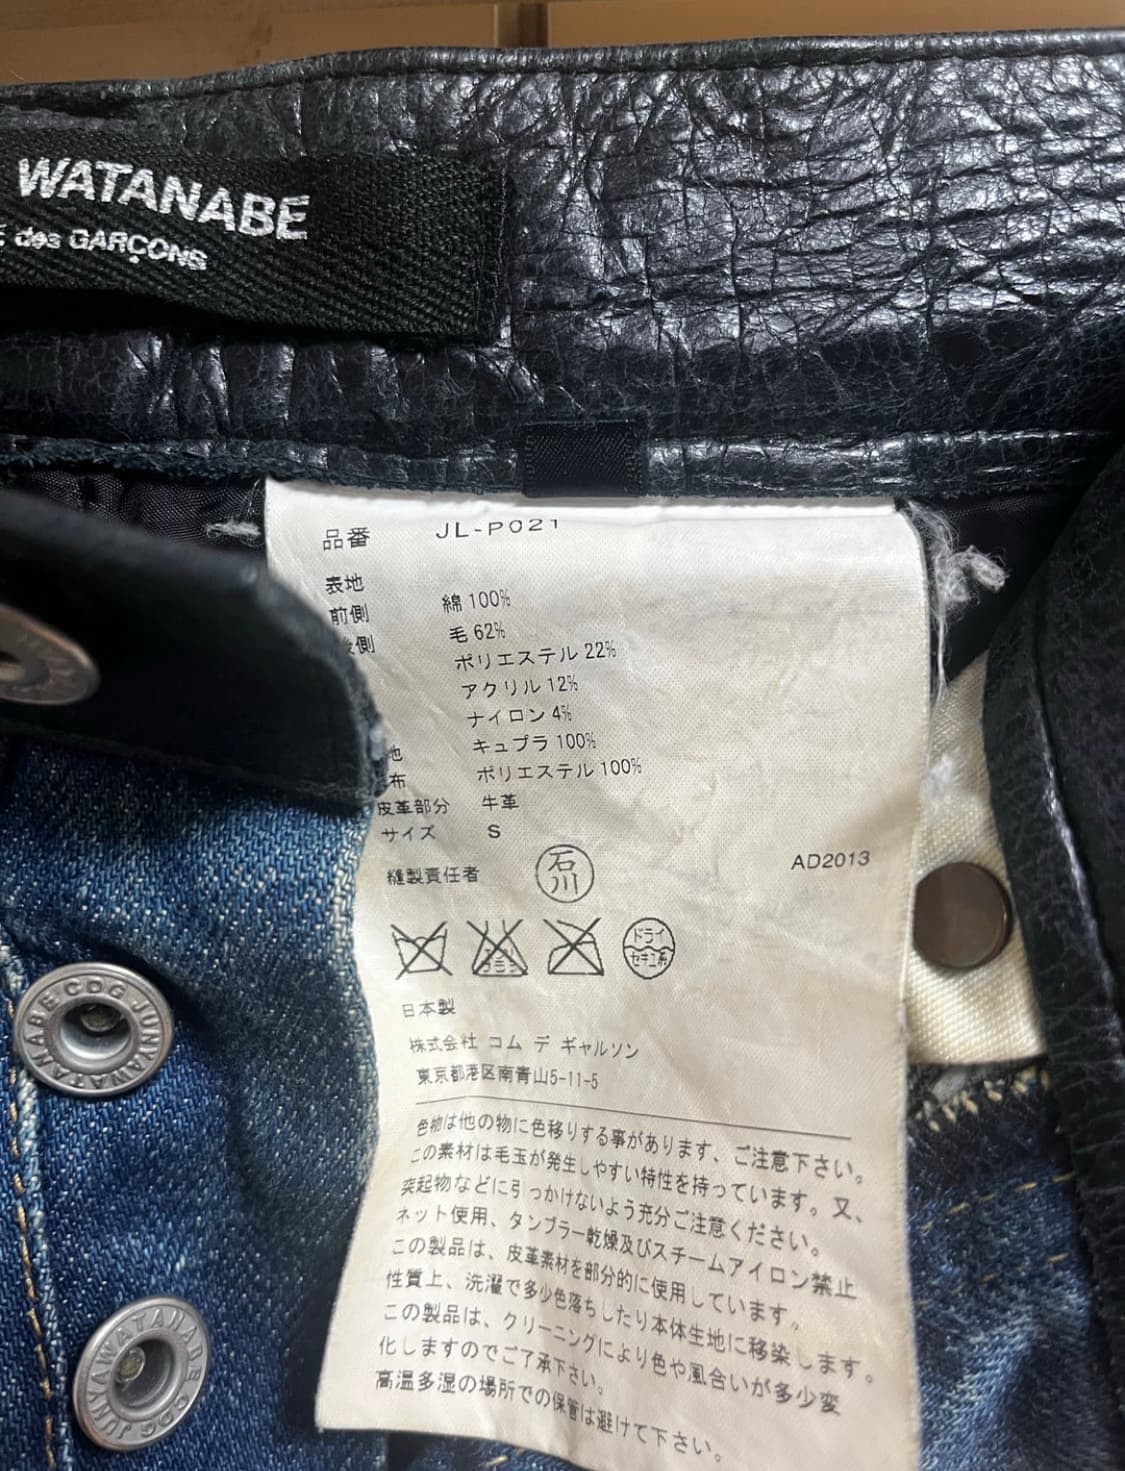 WATANABE
E des GARÇONS
品番 JL-P021
表地
前側 綿 100%
後側 毛 62%
ポリエステル 22%
アクリル 12%
ナイロン 4%
地 キュプラ 100%
布 ポリエステル 100%
皮革部分 牛革
サイズ S
縫製責任者 石川 AD2013
ドライ
セキユ系
日本製
株式会社 コム デ ギャルソン
東京都港区南青山5-11-5
色物は他の物に色移りする事があります、ご注意下さい。
この素材は毛玉が発生しやすい特性を持っています。又、
突起物などに引っかけないよう充分ご注意ください。
ネット使用、タンブラー乾燥及びスチームアイロン禁止
この製品は、皮革素材を部分的に使用しています。
性質上、洗濯で多少色落ちしたり本体生地に移染します。
この製品は、クリーニングにより色や風合いが多少変
化しますのでご了承下さい。
高温多湿の場所での保管は避けて下さい。
CDG JUNYAWATANABE
CDG JUNYAWATANABE